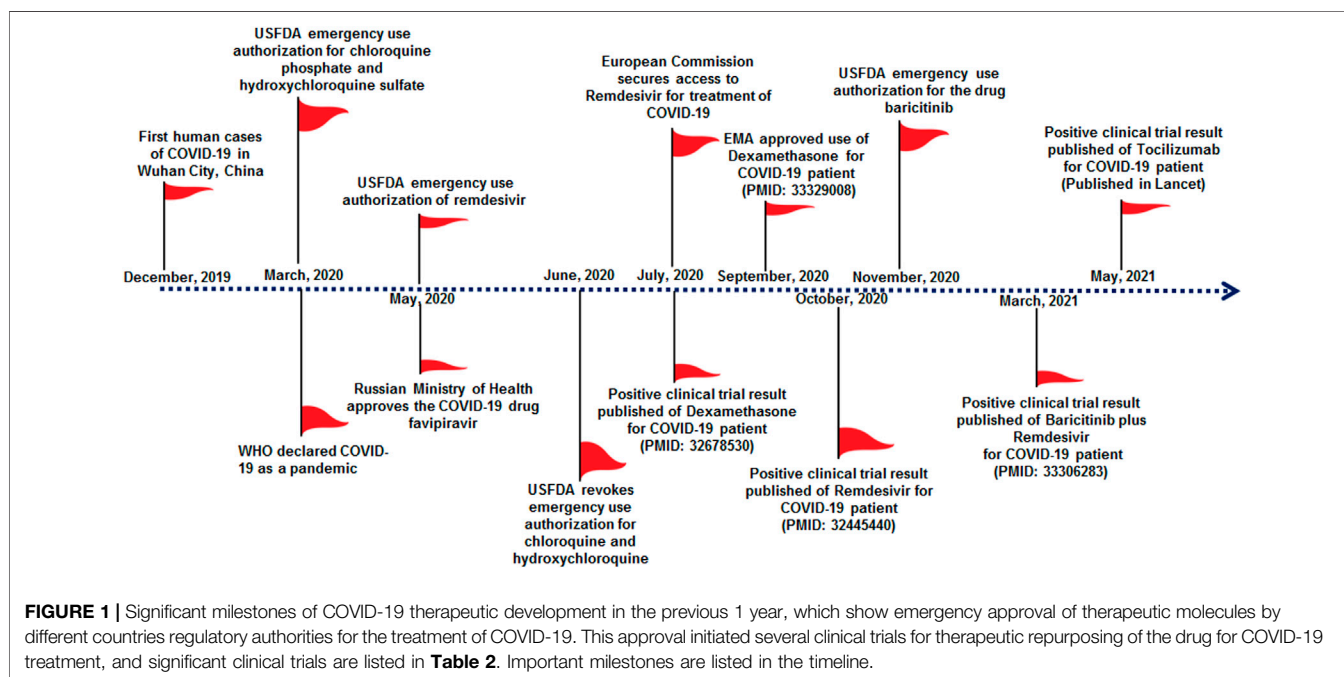 USFDA emergency use
authorization for chloroquine
phosphate and
hydroxychloroquine sulfate
First human cases
of COVID-19 in
Wuhan City, China
USFDA emergency use
authorization of remdesivir
European Commission
secures access to
Remdesivir for treatment of
COVID-19
EMA approved use of
Dexamethasone for
COVID-19 patient
(PMID: 33329008)
USFDA emergency use
authorization for the drug
baricitinib
Positive clinical trial result
published of Tocilizumab
for COVID-19 patient
(Published in Lancet)
December, 2019
March, 2020
May, 2020
June, 2020
July, 2020
September, 2020
October, 2020
November, 2020
March, 2021
May, 2021
WHO declared COVID-
19 as a pandemic
Russian Ministry of Health
approves the COVID-19 drug
favipiravir
USFDA revokes
emergency use
authorization for
chloroquine and
hydroxychloroquine
Positive clinical trial result
published of Dexamethasone
for COVID-19 patient
(PMID: 32678530)
Positive clinical trial result
published of Remdesivir for
COVID-19 patient
(PMID: 32445440)
Positive clinical trial result
published of Baricitinib plus
Remdesivir
for COVID-19 patient
(PMID: 33306283)
FIGURE 1 | Significant milestones of COVID-19 therapeutic development in the previous 1 year, which show emergency approval of therapeutic molecules by
different countries regulatory authorities for the treatment of COVID-19. This approval initiated several clinical trials for therapeutic repurposing of the drug for COVID-19
treatment, and significant clinical trials are listed in Table 2. Important milestones are listed in the timeline.